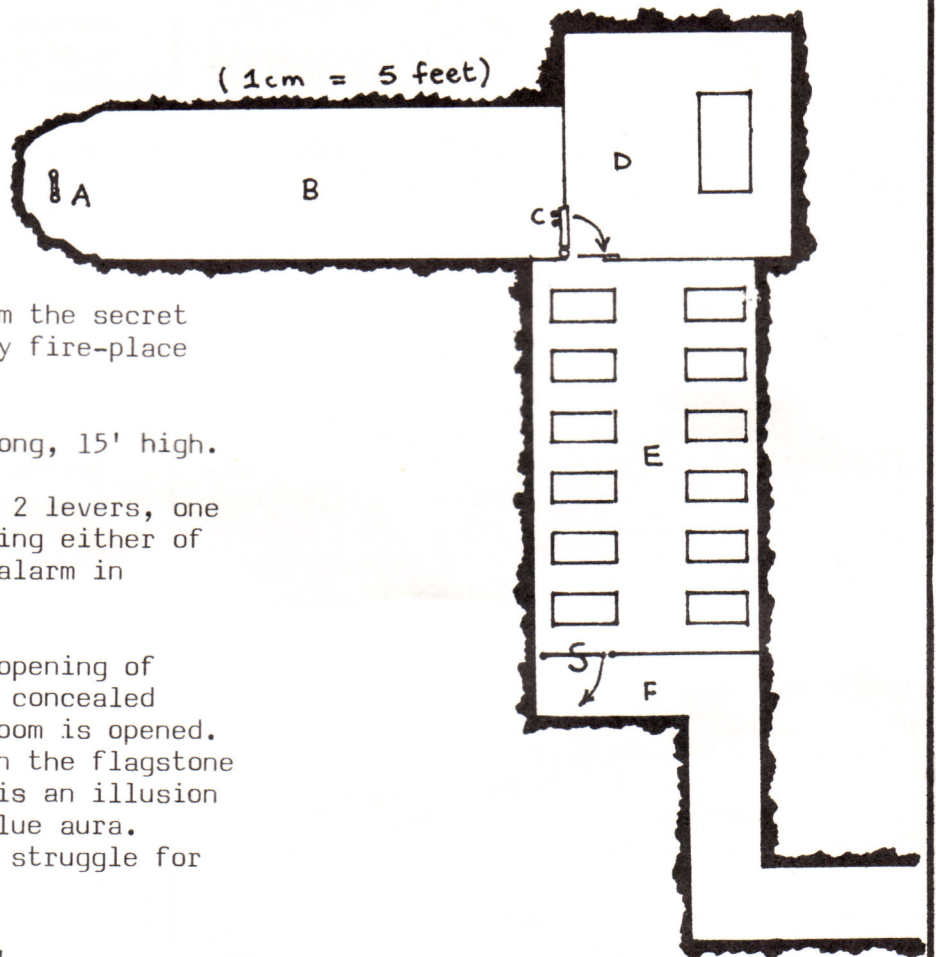 ( 1cm = 5 feet)
A
B
C
D
m the secret
y fire-place
ong, 15' high.
E
2 levers, one
ing either of
alarm in
opening of
concealed
S
F
oom is opened.
n the flagstone
is an illusion
lue aura.
struggle for